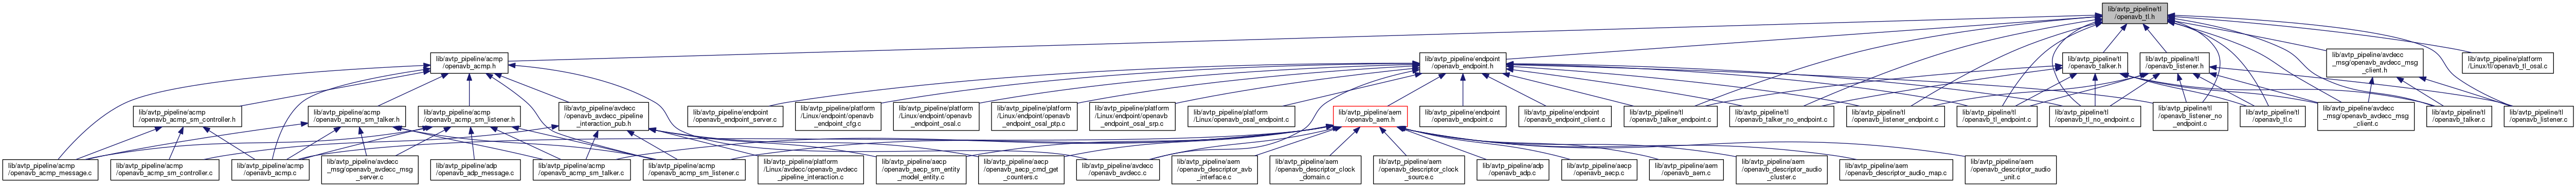 lib/avtp_pipeline/tl
/openavb_tl.h
lib/avtp_pipeline/acmp
/openavb_acmp.h
lib/avtp_pipeline/endpoint
/openavb_endpoint.h
lib/avtp_pipeline/tl
/openavb_talker.h
lib/avtp_pipeline/tl
/openavb_listener.h
lib/avtp_pipeline/avdecc
_msg/openavb_avdecc_msg
_client.h
lib/avtp_pipeline/platform
/Linux/tl/openavb_tl_osal.c
lib/avtp_pipeline/acmp
/openavb_acmp_sm_controller.h
lib/avtp_pipeline/acmp
/openavb_acmp_sm_talker.h
lib/avtp_pipeline/acmp
/openavb_acmp_sm_listener.h
lib/avtp_pipeline/avdecc
/openavb_avdecc_pipeline
_interaction_pub.h
lib/avtp_pipeline/endpoint
/openavb_endpoint_server.c
lib/avtp_pipeline/platform
/Linux/endpoint/openavb
_endpoint_cfg.c
lib/avtp_pipeline/platform
/Linux/endpoint/openavb
_endpoint_osal.c
lib/avtp_pipeline/platform
/Linux/endpoint/openavb
_endpoint_osal_ptp.c
lib/avtp_pipeline/platform
/Linux/endpoint/openavb
_endpoint_osal_srp.c
lib/avtp_pipeline/platform
/Linux/openavb_osal_endpoint.c
lib/avtp_pipeline/aem
/openavb_aem.h
lib/avtp_pipeline/endpoint
/openavb_endpoint.c
lib/avtp_pipeline/endpoint
/openavb_endpoint_client.c
lib/avtp_pipeline/tl
/openavb_talker_endpoint.c
lib/avtp_pipeline/tl
/openavb_talker_no_endpoint.c
lib/avtp_pipeline/tl
/openavb_listener_endpoint.c
lib/avtp_pipeline/tl
/openavb_tl_endpoint.c
lib/avtp_pipeline/tl
/openavb_tl_no_endpoint.c
lib/avtp_pipeline/tl
/openavb_listener_no
_endpoint.c
lib/avtp_pipeline/tl
/openavb_tl.c
lib/avtp_pipeline/avdecc
_msg/openavb_avdecc_msg
_client.c
lib/avtp_pipeline/tl
/openavb_talker.c
lib/avtp_pipeline/tl
/openavb_listener.c
lib/avtp_pipeline/acmp
/openavb_acmp_message.c
lib/avtp_pipeline/acmp
/openavb_acmp_sm_controller.c
lib/avtp_pipeline/acmp
/openavb_acmp.c
lib/avtp_pipeline/avdecc
_msg/openavb_avdecc_msg
_server.c
lib/avtp_pipeline/adp
/openavb_adp_message.c
lib/avtp_pipeline/acmp
/openavb_acmp_sm_talker.c
lib/avtp_pipeline/acmp
/openavb_acmp_sm_listener.c
lib/avtp_pipeline/platform
/Linux/avdecc/openavb_avdecc
_pipeline_interaction.c
lib/avtp_pipeline/aecp
/openavb_aecp_sm_entity
_model_entity.c
lib/avtp_pipeline/aecp
/openavb_aecp_cmd_get
_counters.c
lib/avtp_pipeline/avdecc
/openavb_avdecc.c
lib/avtp_pipeline/aem
/openavb_descriptor_avb
_interface.c
lib/avtp_pipeline/aem
/openavb_descriptor_clock
_domain.c
lib/avtp_pipeline/aem
/openavb_descriptor_clock
_source.c
lib/avtp_pipeline/adp
/openavb_adp.c
lib/avtp_pipeline/aecp
/openavb_aecp.c
lib/avtp_pipeline/aem
/openavb_aem.c
lib/avtp_pipeline/aem
/openavb_descriptor_audio
_cluster.c
lib/avtp_pipeline/aem
/openavb_descriptor_audio_map.c
lib/avtp_pipeline/aem
/openavb_descriptor_audio
_unit.c